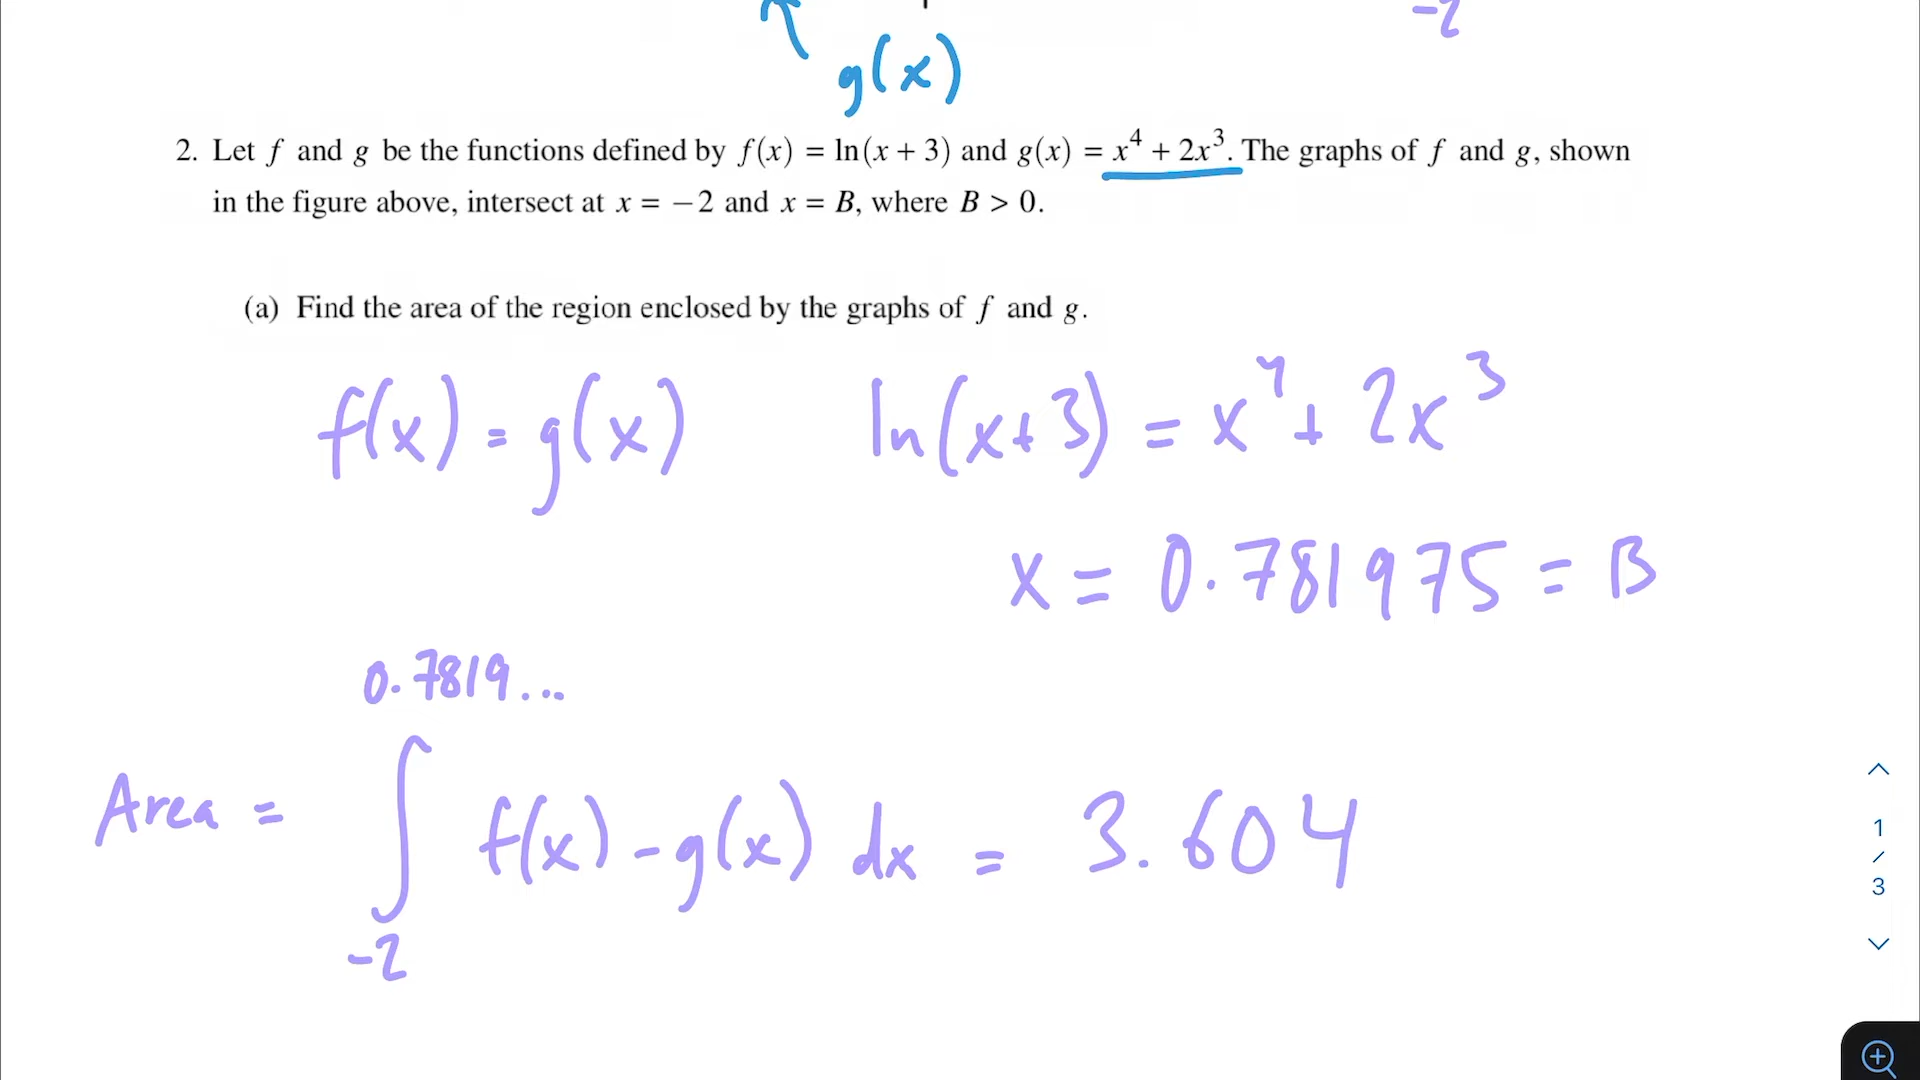 -2
g(x)
2. Let f and g be the functions defined by f(x) = ln(x + 3) and g(x) = x⁴ + 2x³. The graphs of f and g, shown
in the figure above, intersect at x = −2 and x = B, where B > 0.
(a) Find the area of the region enclosed by the graphs of f and g.
f(x) = g(x) ln(x+3) = x⁴ + 2x³
x = 0.781975 = B
0.7819...
Area = ∫ f(x) - g(x) dx = 3.604
-2
1
/
3